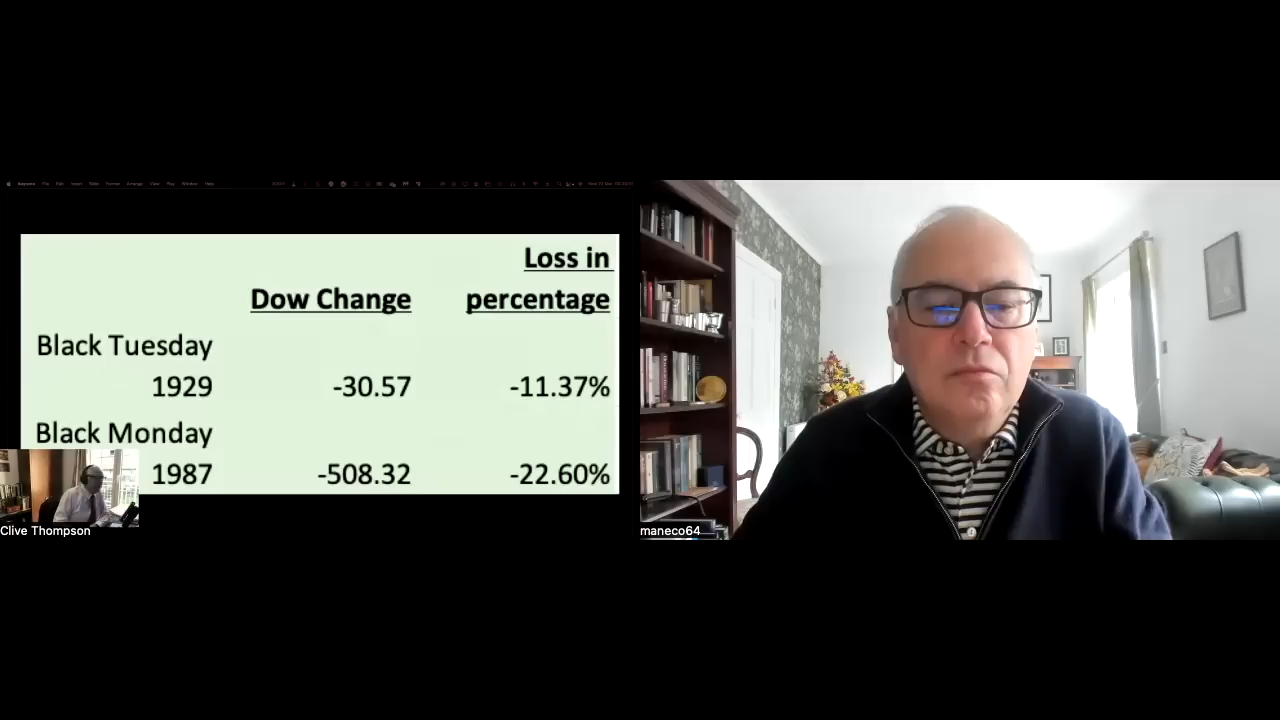 Loss in
Dow Change percentage
Black Tuesday
1929 -30.57 -11.37%
Black Monday
1987 -508.32 -22.60%
Clive Thompson
maneco64